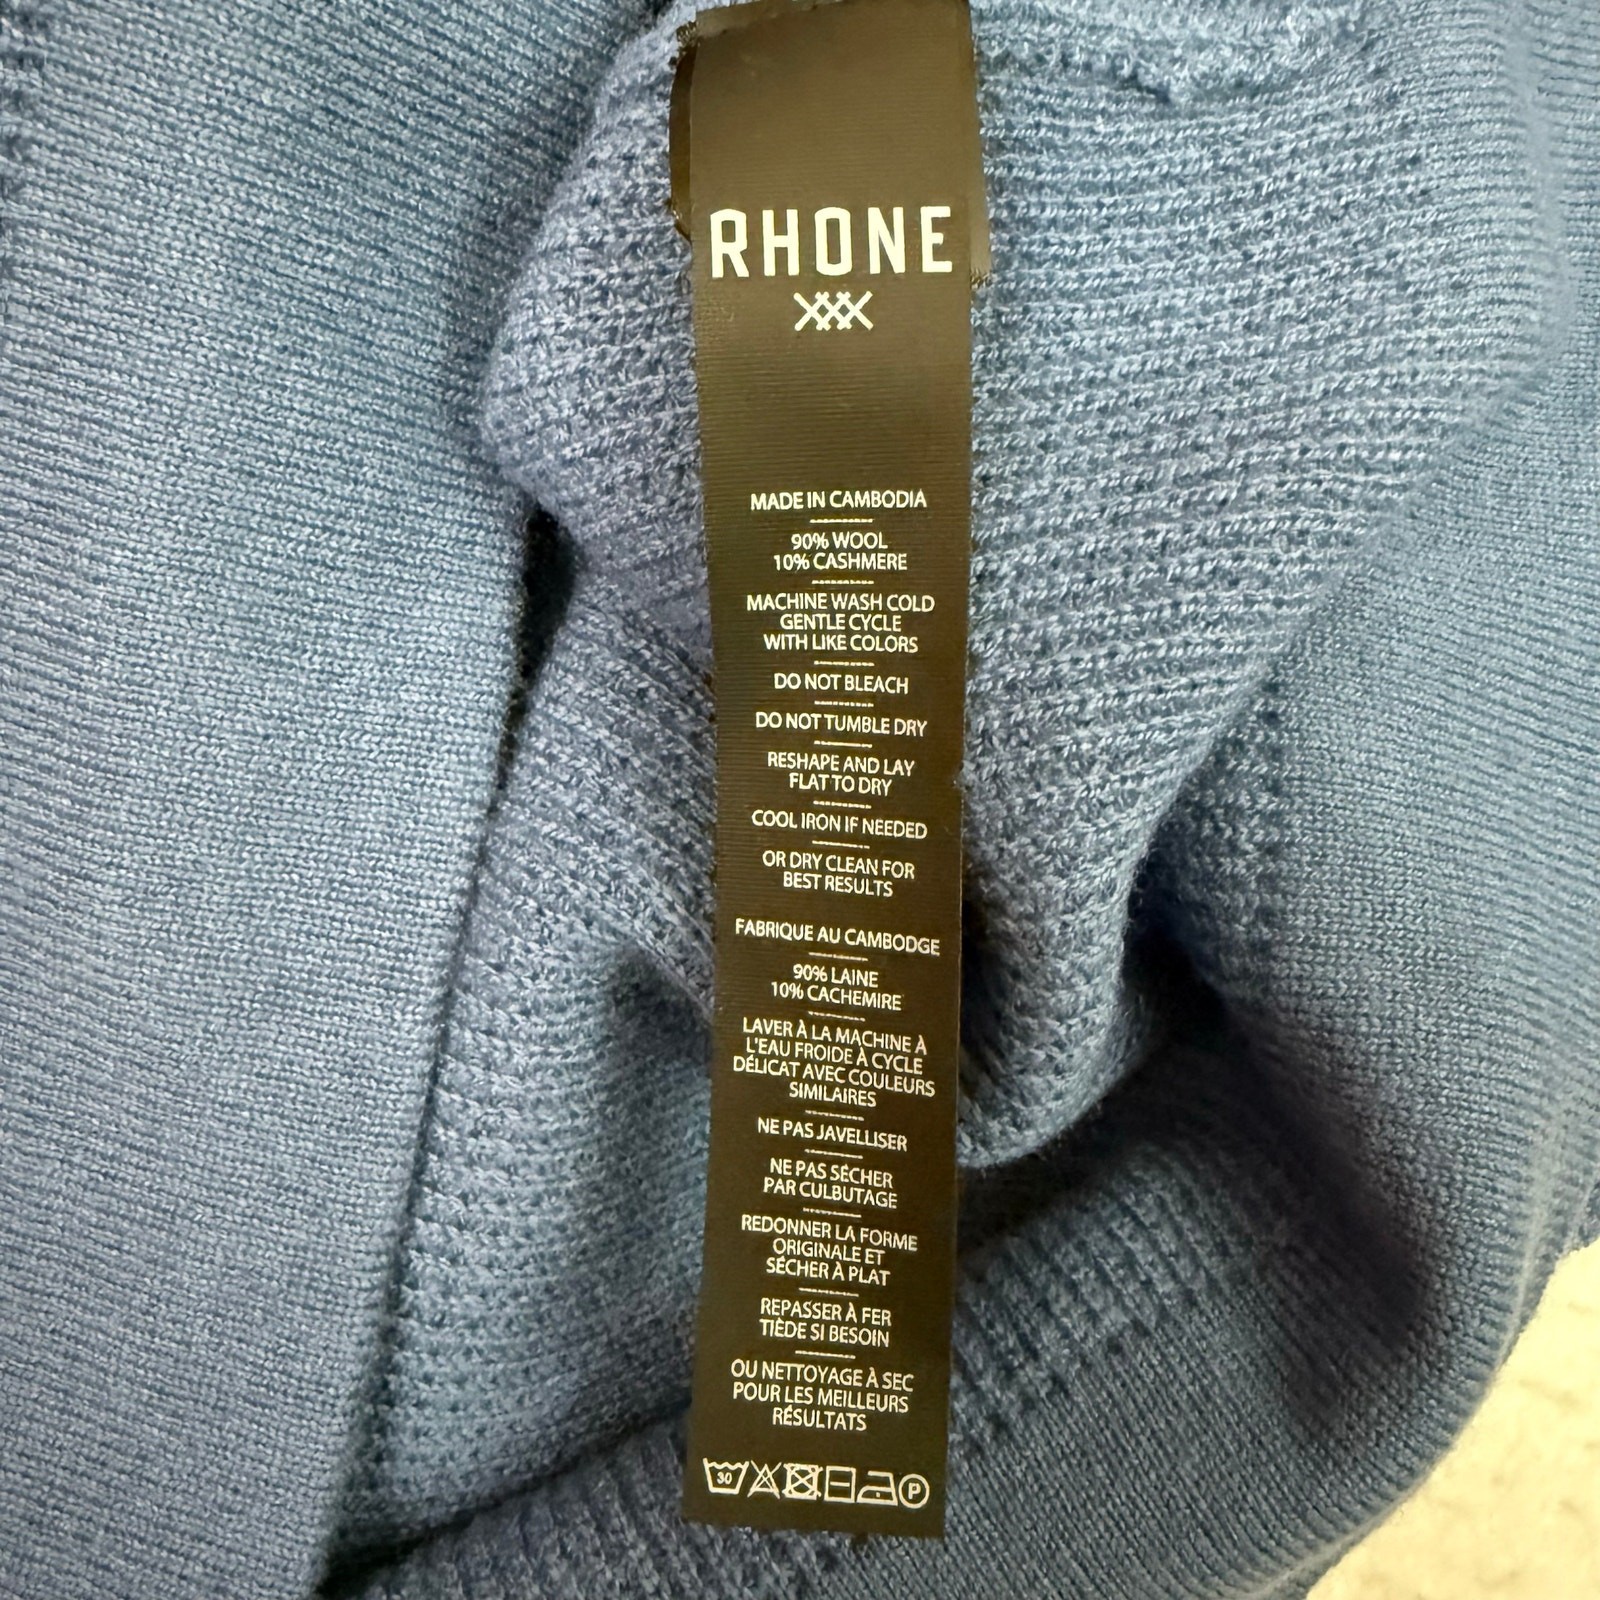 RHONE
MADE IN CAMBODIA
90% WOOL
10% CASHMERE
MACHINE WASH COLD
GENTLE CYCLE
WITH LIKE COLORS
DO NOT BLEACH
DO NOT TUMBLE DRY
RESHAPE AND LAY
FLAT TO DRY
COOL IRON IF NEEDED
OR DRY CLEAN FOR
BEST RESULTS
FABRIQUE AU CAMBODGE
90% LAINE
10% CACHEMIRE
LAVER À LA MACHINE À
L'EAU FROIDE À CYCLE
DÉLICAT AVEC COULEURS
SIMILAIRES
NE PAS JAVELLISER
NE PAS SÉCHER
PAR CULBUTAGE
REDONNER LA FORME
ORIGINALE ET
SÉCHER À PLAT
REPASSER À FER
TIÈDE SI BESOIN
OU NETTOYAGE À SEC
POUR LES MEILLEURS
RÉSULTATS
30 P